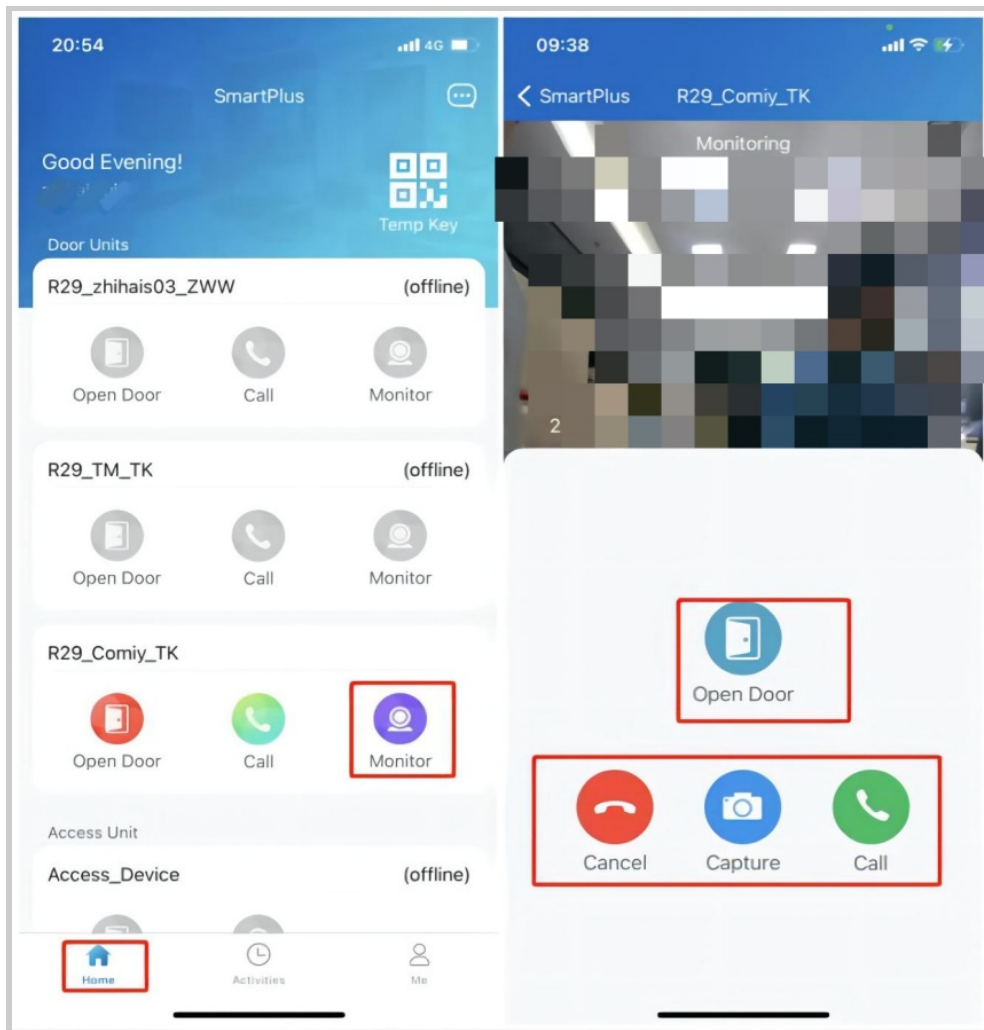 20:54
4G
SmartPlus
Good Evening!
Temp Key
Door Units
R29_zhihais03_ZWW (offline)
Open Door Call Monitor
R29_TM_TK (offline)
Open Door Call Monitor
R29_Comiy_TK
Open Door Call Monitor
Access Unit
Access_Device (offline)
Home Activities Me
09:38
SmartPlus R29_Comiy_TK
Monitoring
2
Open Door
Cancel Capture Call